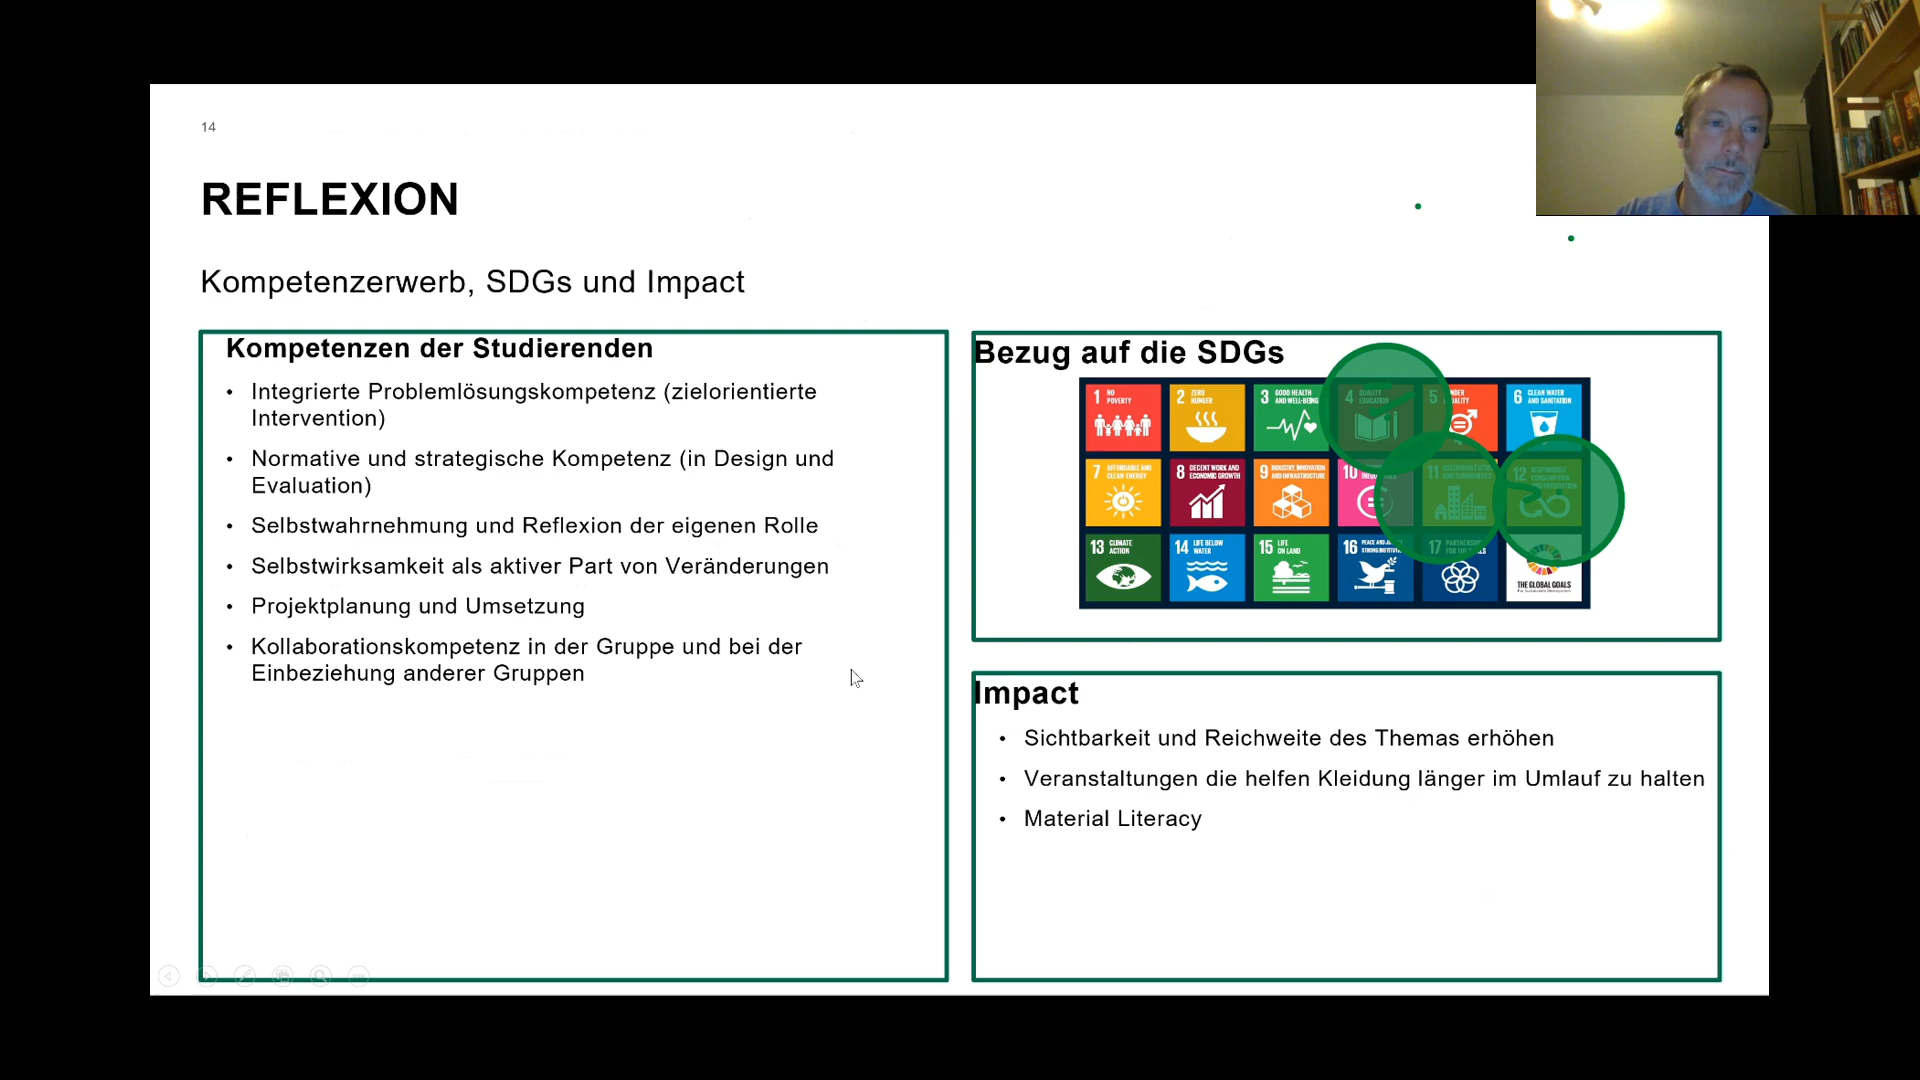 14
REFLEXION
Kompetenzerwerb, SDGs und Impact
Kompetenzen der Studierenden
• Integrierte Problemlösungskompetenz (zielorientierte
Intervention)
• Normative und strategische Kompetenz (in Design und
Evaluation)
• Selbstwahrnehmung und Reflexion der eigenen Rolle
• Selbstwirksamkeit als aktiver Part von Veränderungen
• Projektplanung und Umsetzung
• Kollaborationskompetenz in der Gruppe und bei der
Einbeziehung anderer Gruppen
Bezug auf die SDGs
1 NO
POVERTY
2 ZERO
HUNGER
3 GOOD HEALTH
AND WELL-BEING
4 QUALITY
EDUCATION
5
6 CLEAN WATER
AND SANITATION
7 AFFORDABLE AND
CLEAN ENERGY
8 DECENT WORK AND
ECONOMIC GROWTH
9 INDUSTRY, INNOVATION
AND INFRASTRUCTURE
10
11
12 RESPONSIBLE
CONSUMPTION
13 CLIMATE
ACTION
14 LIFE BELOW
WATER
15 LIFE
ON LAND
16 PEACE AND
17
THE GLOBAL GOALS
Impact
• Sichtbarkeit und Reichweite des Themas erhöhen
• Veranstaltungen die helfen Kleidung länger im Umlauf zu halten
• Material Literacy